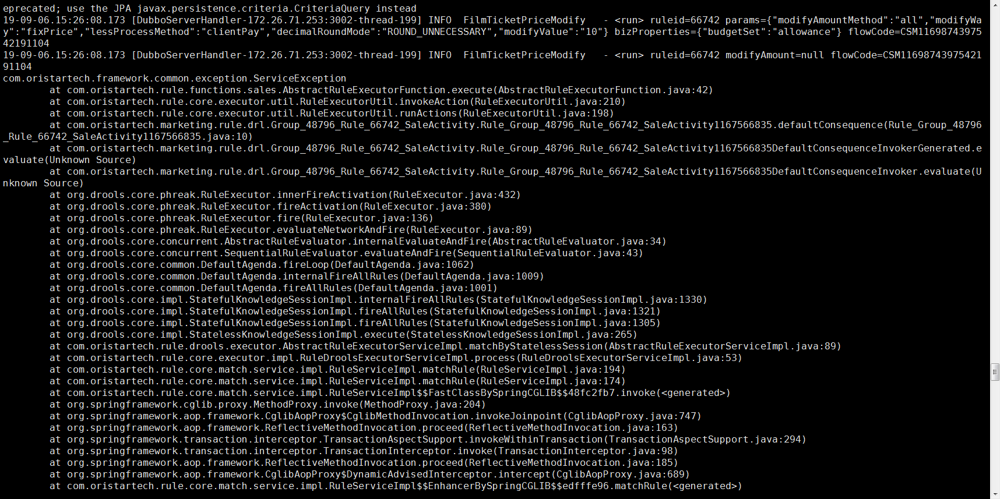 eprecated; use the JPA javax.persistence.criteria.CriteriaQuery instead
19-09-06.15:26:08.173 [DubboServerHandler-172.26.71.253:3002-thread-199] INFO  FilmTicketPriceModify   - <run> ruleid=66742 params={"modifyAmountMethod":"all","modifyWa
y":"fixPrice","lessProcessMethod":"clientPay","decimalRoundMode":"ROUND_UNNECESSARY","modifyValue":"10"} bizProperties={"budgetSet":"allowance"} flowCode=CSM11698743975
42191104
19-09-06.15:26:08.173 [DubboServerHandler-172.26.71.253:3002-thread-199] INFO  FilmTicketPriceModify   - <run> ruleid=66742 modifyAmount=null flowCode=CSM11698743975421
91104
com.oristartech.framework.common.exception.ServiceException
        at com.oristartech.rule.functions.sales.AbstractRuleExecutorFunction.execute(AbstractRuleExecutorFunction.java:42)
        at com.oristartech.rule.core.executor.util.RuleExecutorUtil.invokeAction(RuleExecutorUtil.java:210)
        at com.oristartech.rule.core.executor.util.RuleExecutorUtil.runActions(RuleExecutorUtil.java:198)
        at com.oristartech.marketing.rule.drl.Group_48796_Rule_66742_SaleActivity.Rule_Group_48796_Rule_66742_SaleActivity1167566835.defaultConsequence(Rule_Group_48796
_Rule_66742_SaleActivity1167566835.java:10)
        at com.oristartech.marketing.rule.drl.Group_48796_Rule_66742_SaleActivity.Rule_Group_48796_Rule_66742_SaleActivity1167566835DefaultConsequenceInvokerGenerated.e
valuate(Unknown Source)
        at com.oristartech.marketing.rule.drl.Group_48796_Rule_66742_SaleActivity.Rule_Group_48796_Rule_66742_SaleActivity1167566835DefaultConsequenceInvoker.evaluate(U
nknown Source)
        at org.drools.core.phreak.RuleExecutor.innerFireActivation(RuleExecutor.java:432)
        at org.drools.core.phreak.RuleExecutor.fireActivation(RuleExecutor.java:380)
        at org.drools.core.phreak.RuleExecutor.fire(RuleExecutor.java:136)
        at org.drools.core.phreak.RuleExecutor.evaluateNetworkAndFire(RuleExecutor.java:89)
        at org.drools.core.concurrent.AbstractRuleEvaluator.internalEvaluateAndFire(AbstractRuleEvaluator.java:34)
        at org.drools.core.concurrent.SequentialRuleEvaluator.evaluateAndFire(SequentialRuleEvaluator.java:43)
        at org.drools.core.common.DefaultAgenda.fireLoop(DefaultAgenda.java:1062)
        at org.drools.core.common.DefaultAgenda.internalFireAllRules(DefaultAgenda.java:1009)
        at org.drools.core.common.DefaultAgenda.fireAllRules(DefaultAgenda.java:1001)
        at org.drools.core.impl.StatefulKnowledgeSessionImpl.internalFireAllRules(StatefulKnowledgeSessionImpl.java:1330)
        at org.drools.core.impl.StatefulKnowledgeSessionImpl.fireAllRules(StatefulKnowledgeSessionImpl.java:1321)
        at org.drools.core.impl.StatefulKnowledgeSessionImpl.fireAllRules(StatefulKnowledgeSessionImpl.java:1305)
        at org.drools.core.impl.StatelessKnowledgeSessionImpl.execute(StatelessKnowledgeSessionImpl.java:265)
        at com.oristartech.rule.drools.executor.AbstractRuleExecutorServiceImpl.matchByStatelessSession(AbstractRuleExecutorServiceImpl.java:89)
        at com.oristartech.rule.core.executor.impl.RuleDroolsExecutorServiceImpl.process(RuleDroolsExecutorServiceImpl.java:53)
        at com.oristartech.rule.core.match.service.impl.RuleServiceImpl.matchRule(RuleServiceImpl.java:194)
        at com.oristartech.rule.core.match.service.impl.RuleServiceImpl.matchRule(RuleServiceImpl.java:174)
        at com.oristartech.rule.core.match.service.impl.RuleServiceImpl$$FastClassBySpringCGLIB$$48fc2fb7.invoke(<generated>)
        at org.springframework.cglib.proxy.MethodProxy.invoke(MethodProxy.java:204)
        at org.springframework.aop.framework.CglibAopProxy$CglibMethodInvocation.invokeJoinpoint(CglibAopProxy.java:747)
        at org.springframework.aop.framework.ReflectiveMethodInvocation.proceed(ReflectiveMethodInvocation.java:163)
        at org.springframework.transaction.interceptor.TransactionAspectSupport.invokeWithinTransaction(TransactionAspectSupport.java:294)
        at org.springframework.transaction.interceptor.TransactionInterceptor.invoke(TransactionInterceptor.java:98)
        at org.springframework.aop.framework.ReflectiveMethodInvocation.proceed(ReflectiveMethodInvocation.java:185)
        at org.springframework.aop.framework.CglibAopProxy$DynamicAdvisedInterceptor.intercept(CglibAopProxy.java:689)
        at com.oristartech.rule.core.match.service.impl.RuleServiceImpl$$EnhancerBySpringCGLIB$$edfffe96.matchRule(<generated>)